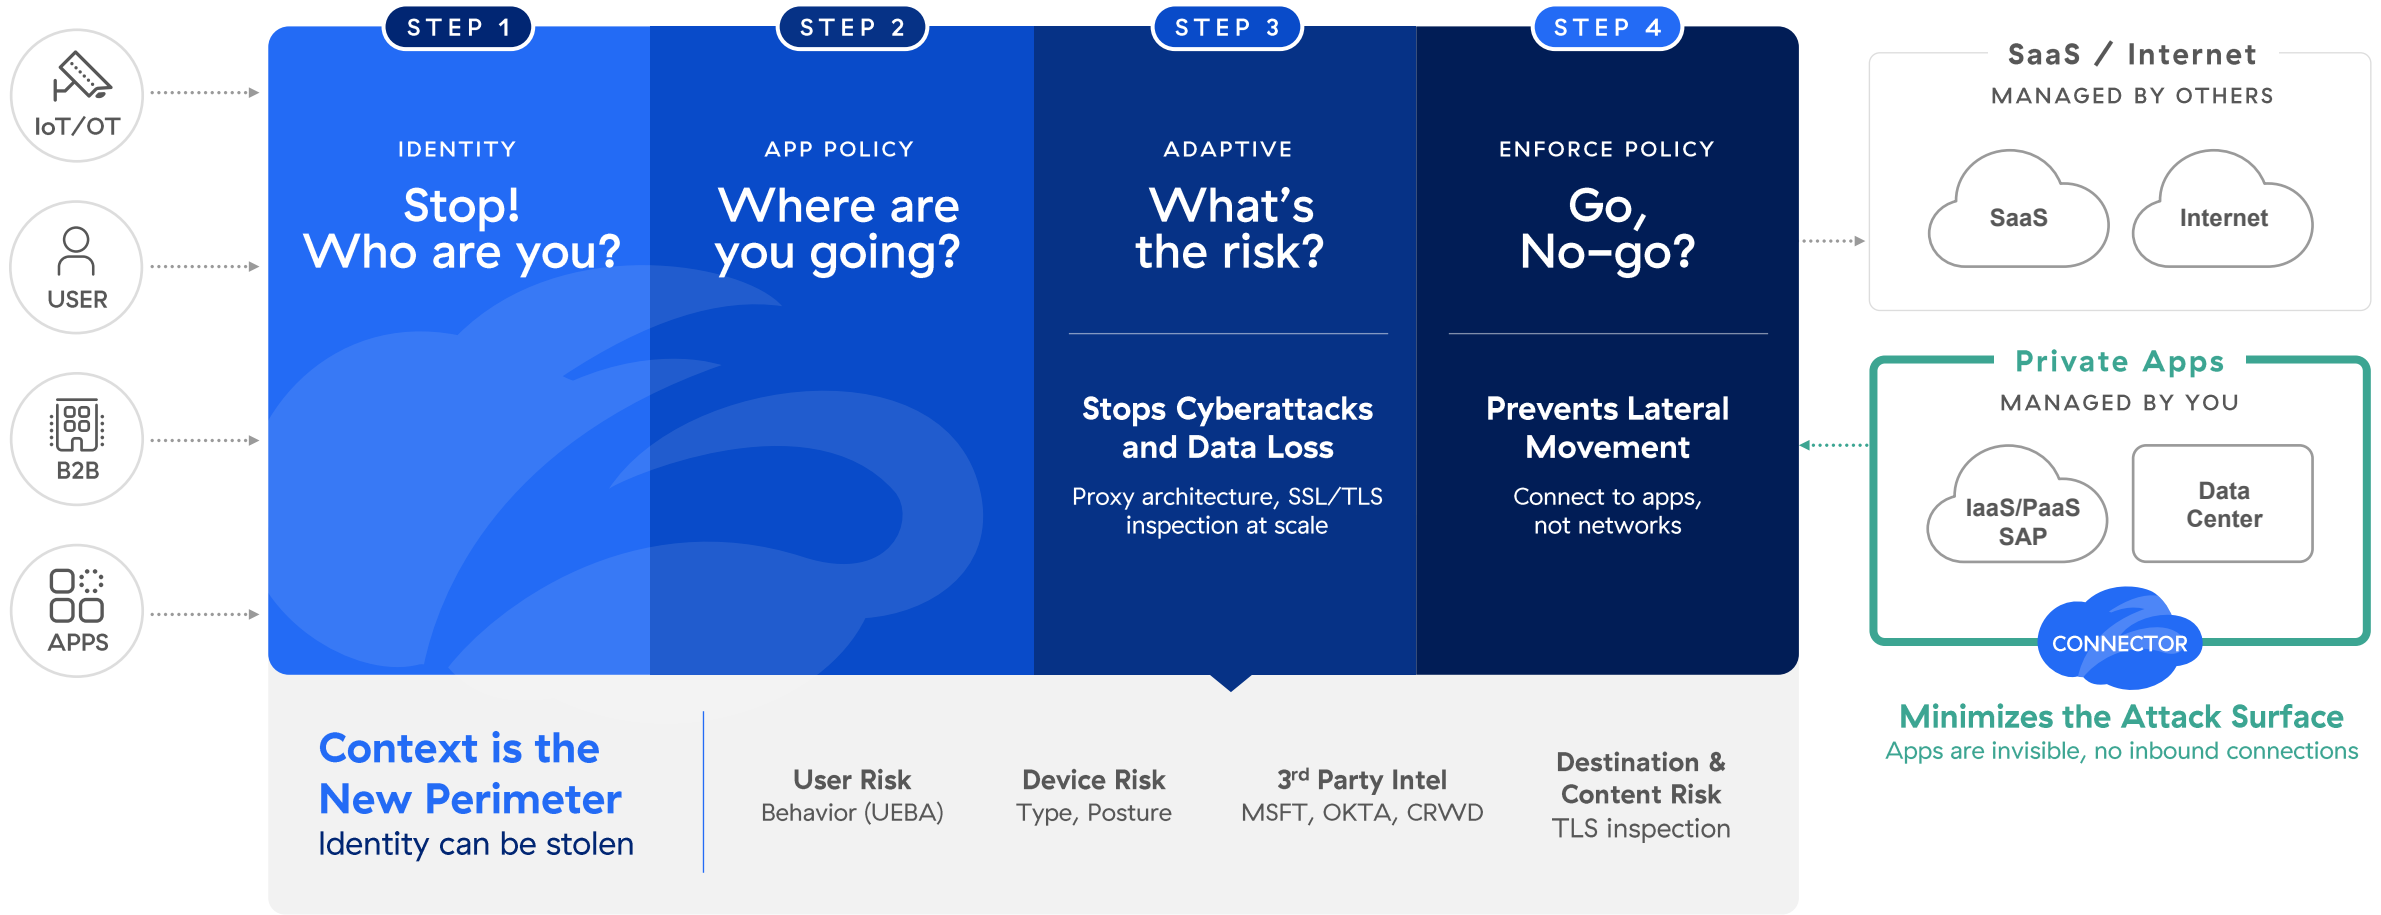 IoT/OT
USER
B2B
APPS
STEP 1
IDENTITY
Stop!
Who are you?
STEP 2
APP POLICY
Where are
you going?
STEP 3
ADAPTIVE
What's
the risk?
Stops Cyberattacks
and Data Loss
Proxy architecture, SSL/TLS
inspection at scale
STEP 4
ENFORCE POLICY
Go,
No-go?
Prevents Lateral
Movement
Connect to apps,
not networks
Context is the
New Perimeter
Identity can be stolen
User Risk
Behavior (UEBA)
Device Risk
Type, Posture
3rd Party Intel
MSFT, OKTA, CRWD
Destination &
Content Risk
TLS inspection
SaaS / Internet
MANAGED BY OTHERS
SaaS
Internet
Private Apps
MANAGED BY YOU
IaaS/PaaS
SAP
Data
Center
CONNECTOR
Minimizes the Attack Surface
Apps are invisible, no inbound connections